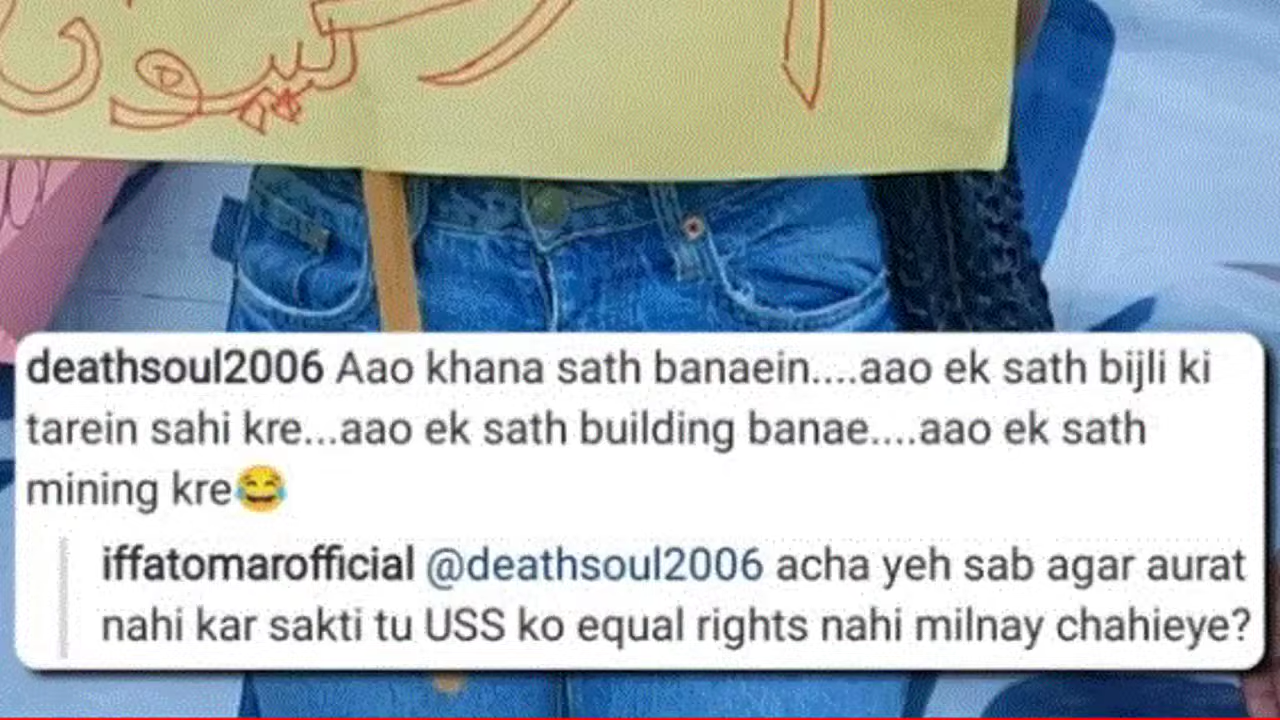 deathsoul2006 Aao khana sath banaein....aao ek sath bijli ki
tarein sahi kre...aao ek sath building banae....aao ek sath
mining kre😂
iffatomarofficial @deathsoul2006 acha yeh sab agar aurat
nahi kar sakti tu USS ko equal rights nahi milnay chahieye?